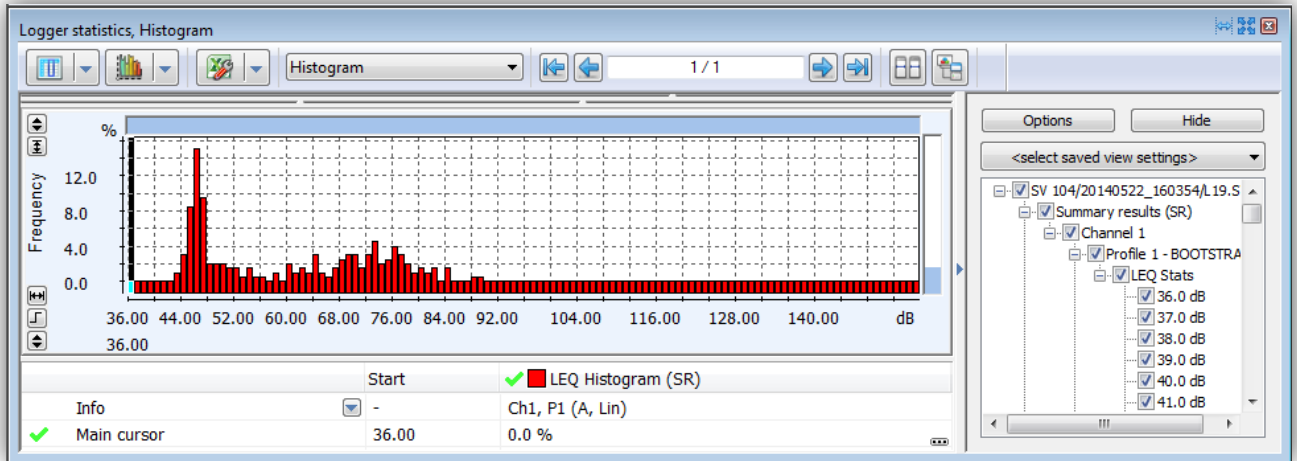 Logger statistics, Histogram
Histogram
1 / 1
%
Frequency
12.0
8.0
4.0
0.0
36.00 44.00 52.00 60.00 68.00 76.00 84.00 92.00 104.00 116.00 128.00 140.00 dB
36.00
Start LEQ Histogram (SR)
Info - Ch1, P1 (A, Lin)
Main cursor 36.00 0.0 %
Options Hide
<select saved view settings>
SV 104/20140522_160354/L19.S
Summary results (SR)
Channel 1
Profile 1 - BOOTSTRA
LEQ Stats
36.0 dB
37.0 dB
38.0 dB
39.0 dB
40.0 dB
41.0 dB